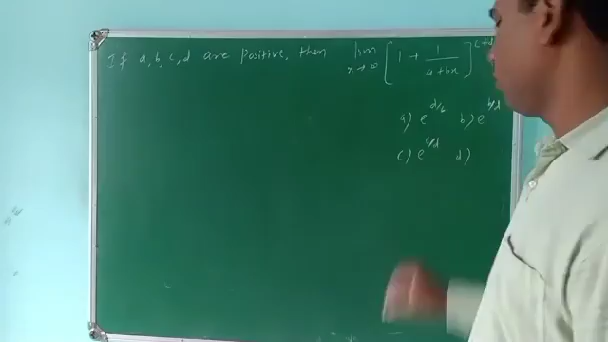 If a, b, c, d are positive, then lim x→∞ [1 + 1/(a+bx)]^c+d
a) e^d/b b) e^b/d
c) e^c/d d)